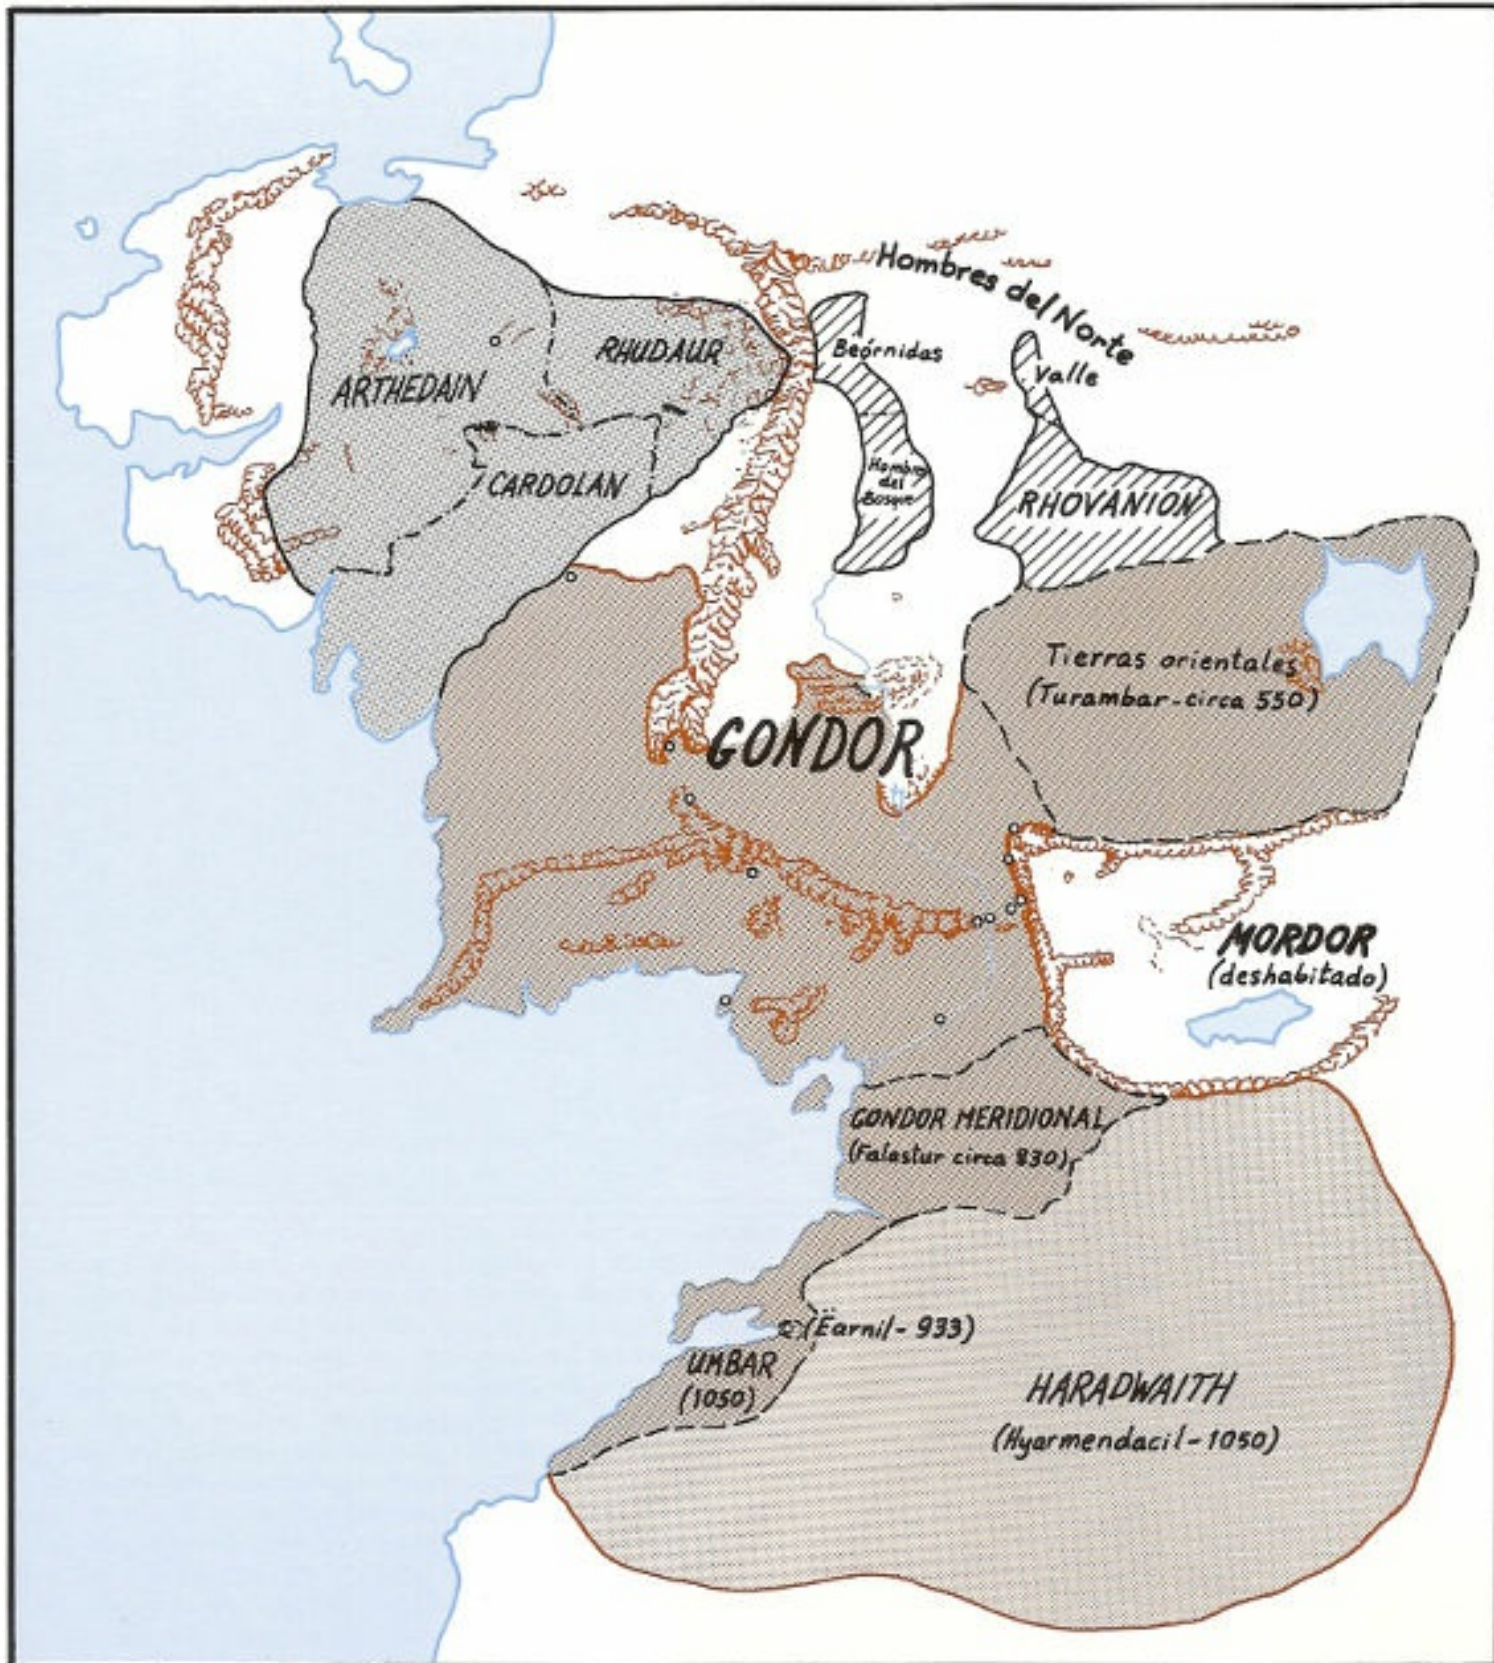 Hombres del Norte
RHUDAUR
Beórnidas
Valle
ARTHEDAIN
Hombres
del
Bosque
CARDOLAN
RHOVANION
Tierras orientales
(Turambar-circa 550)
GONDOR
MORDOR
(deshabitado)
GONDOR MERIDIONAL
(Falastur circa 830)
(Ëarnil-933)
UMBAR
(1050)
HARADWAITH
(Hyarmendacil-1050)